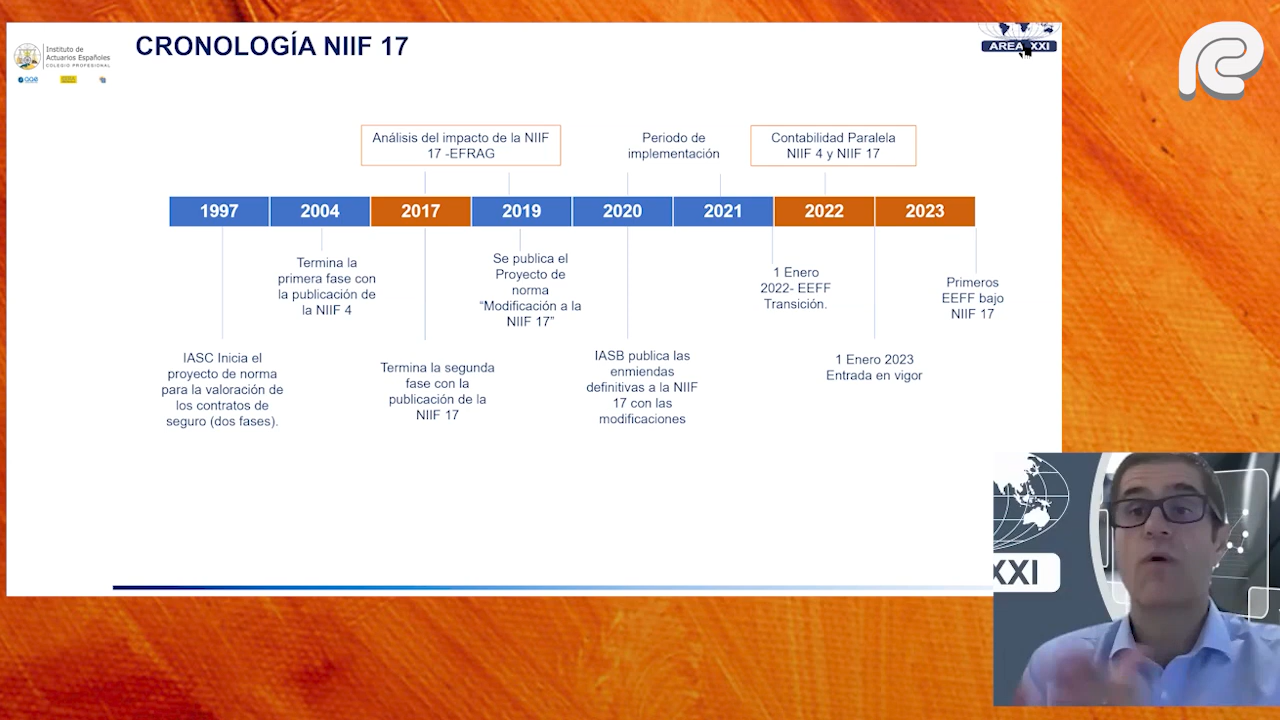 Instituto de
Actuarios Españoles
COLEGIO PROFESIONAL
CRONOLOGÍA NIIF 17
AREA XXI
Análisis del impacto de la NIIF
17 -EFRAG
Periodo de
implementación
Contabilidad Paralela
NIIF 4 y NIIF 17
1997
2004
2017
2019
2020
2021
2022
2023
IASC Inicia el
proyecto de norma
para la valoración de
los contratos de
seguro (dos fases).
Termina la
primera fase con
la publicación de
la NIIF 4
Termina la segunda
fase con la
publicación de la
NIIF 17
Se publica el
Proyecto de
norma
“Modificación a la
NIIF 17”
IASB publica las
enmiendas
definitivas a la NIIF
17 con las
modificaciones
1 Enero
2022- EEFF
Transición.
1 Enero 2023
Entrada en vigor
Primeros
EEFF bajo
NIIF 17
XXI